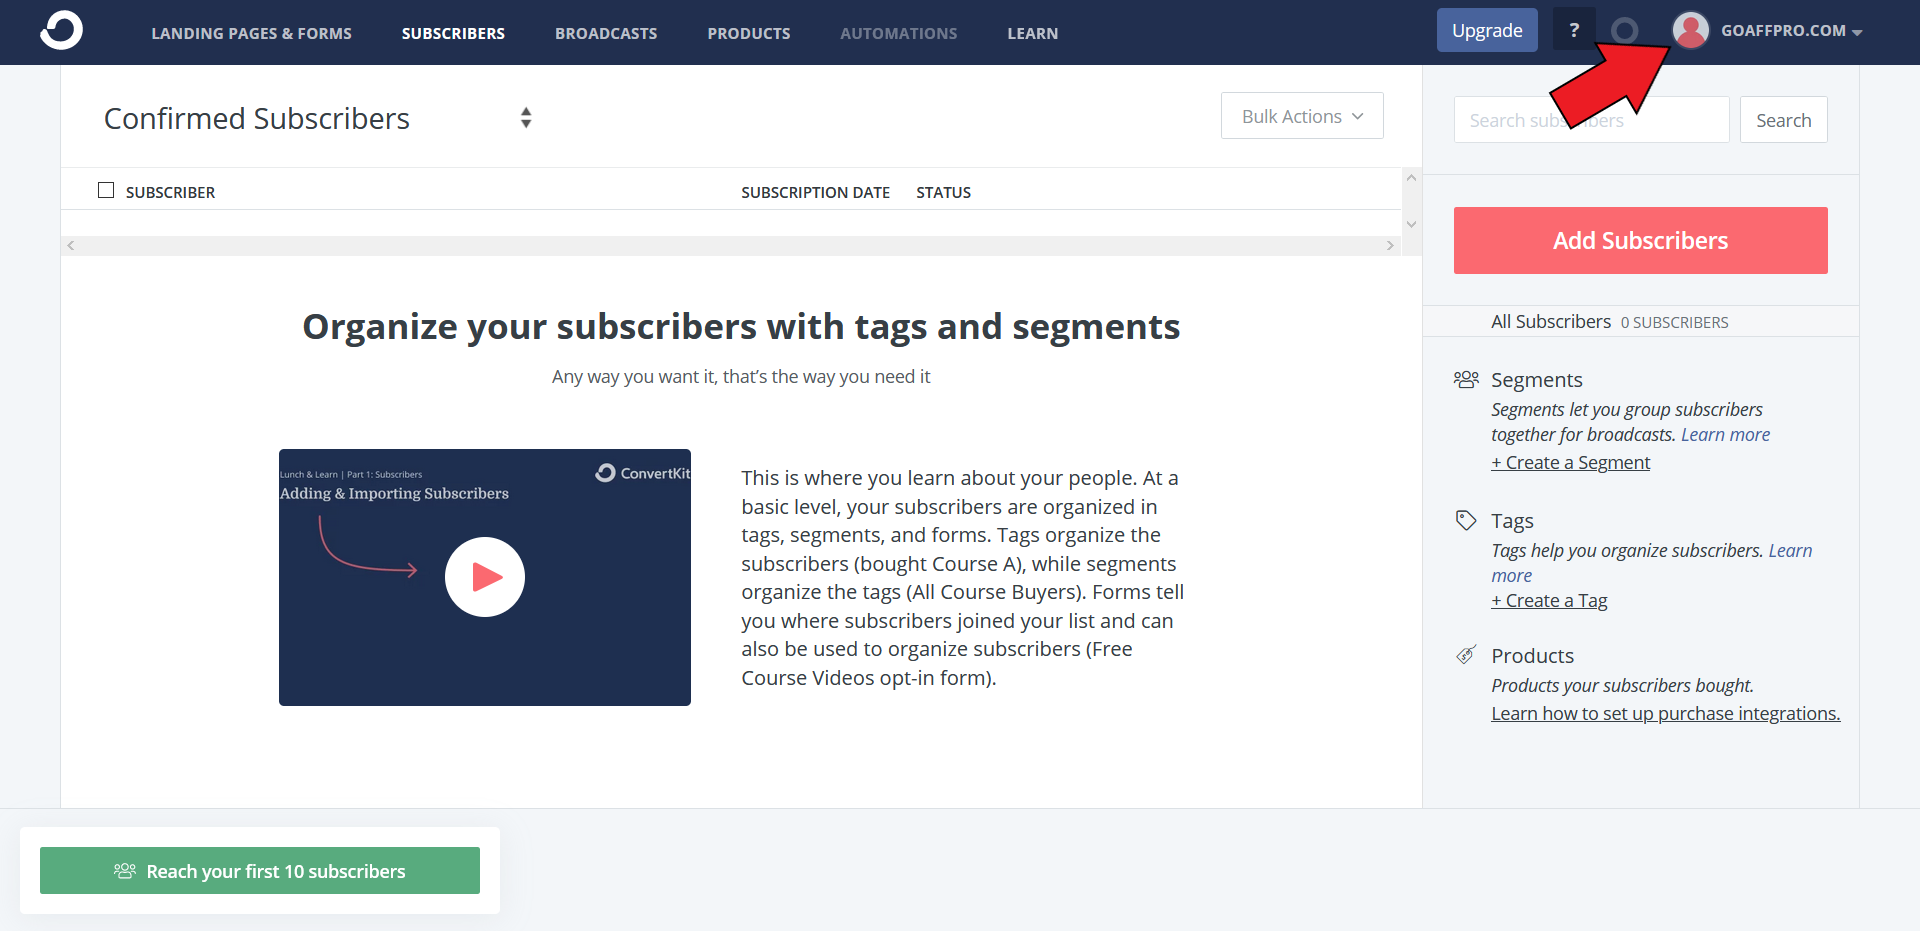 LANDING PAGES & FORMS SUBSCRIBERS BROADCASTS PRODUCTS AUTOMATIONS LEARN Upgrade ? GOAFFPRO.COM
Confirmed Subscribers
Bulk Actions
Search subscribers
Search
SUBSCRIBER SUBSCRIPTION DATE STATUS
Add Subscribers
All Subscribers 0 SUBSCRIBERS
Organize your subscribers with tags and segments
Any way you want it, that’s the way you need it
Lunch & Learn | Part 1: Subscribers
Adding & Importing Subscribers
ConvertKit
This is where you learn about your people. At a
basic level, your subscribers are organized in
tags, segments, and forms. Tags organize the
subscribers (bought Course A), while segments
organize the tags (All Course Buyers). Forms tell
you where subscribers joined your list and can
also be used to organize subscribers (Free
Course Videos opt-in form).
Segments
Segments let you group subscribers
together for broadcasts. Learn more
+ Create a Segment
Tags
Tags help you organize subscribers. Learn
more
+ Create a Tag
Products
Products your subscribers bought.
Learn how to set up purchase integrations.
Reach your first 10 subscribers